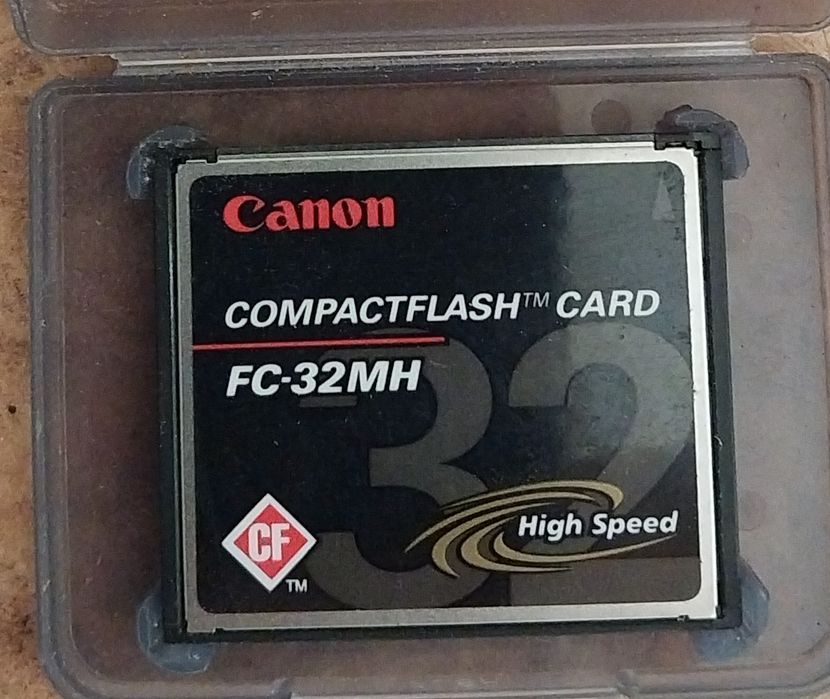 Canon
COMPACTFLASH™ CARD
FC-32MH
32
High Speed
CF
TM